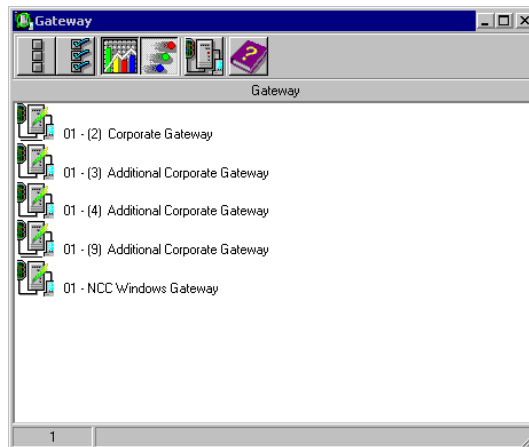 Gateway
Gateway
01 - (2) Corporate Gateway
01 - (3) Additional Corporate Gateway
01 - (4) Additional Corporate Gateway
01 - (9) Additional Corporate Gateway
01 - NCC Windows Gateway
1